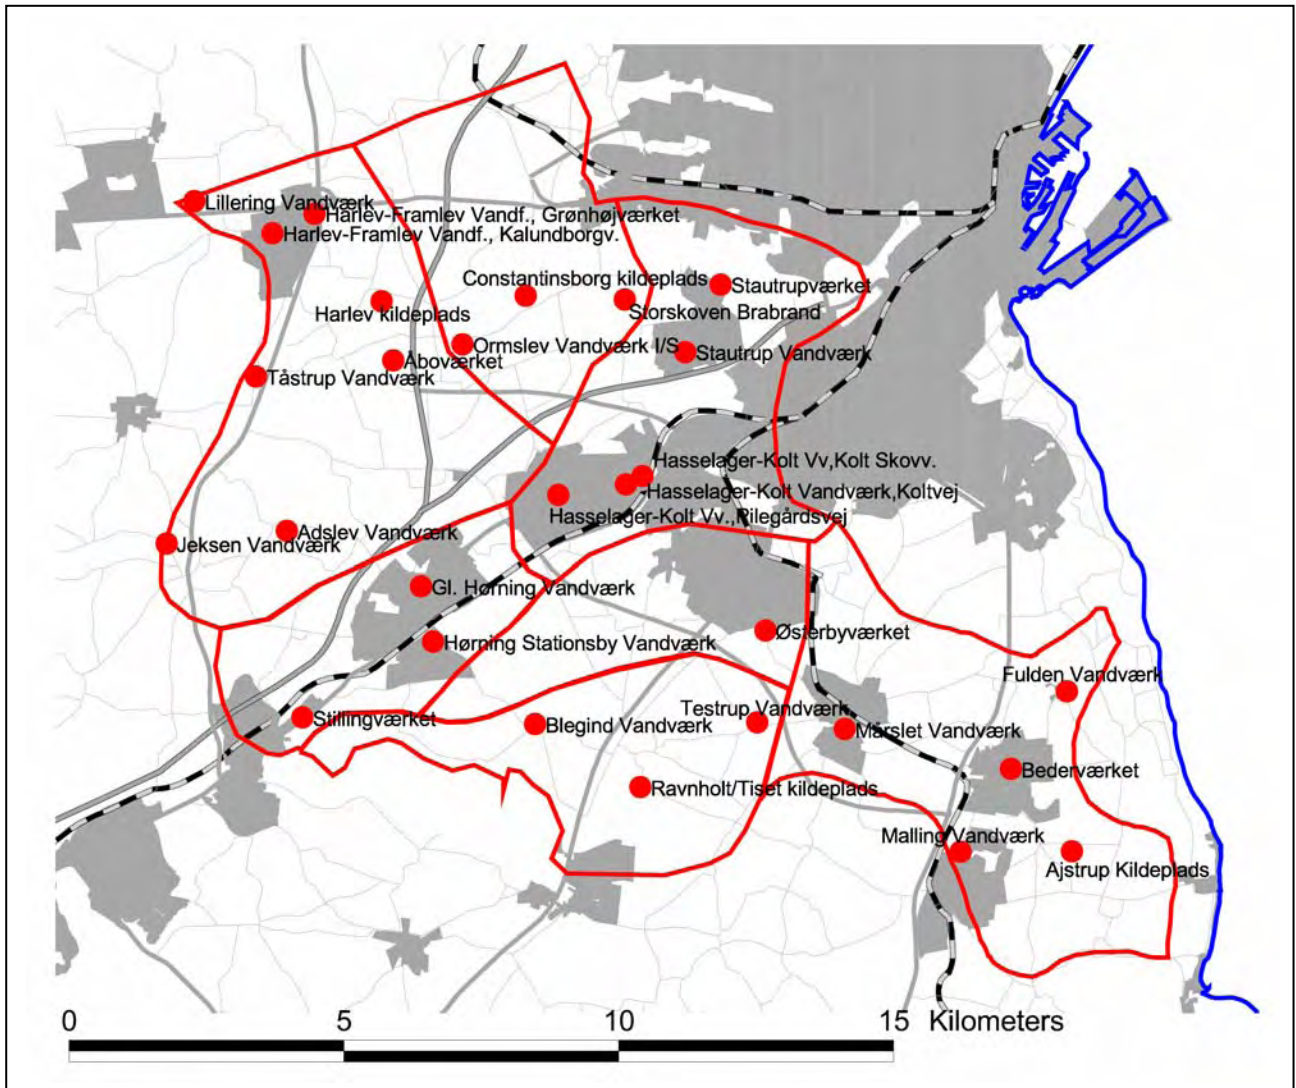 Lillering Vandværk
Harlev-Framlev Vandf., Grønhøjværket
Harlev-Framlev Vandf., Kalundborgv.
Constantinsborg kildeplads
Stautrupværket
Harlev kildeplads
Storskoven Brabrand
Ormslev Vandværk I/S
Stautrup Vandværk
Åboværket
Tåstrup Vandværk
Hasselager-Kolt Vv,Kolt Skovv.
Hasselager-Kolt Vandværk,Koltvej
Hasselager-Kolt Vv.,Pilegårdsvej
Adslev Vandværk
Jeksen Vandværk
Gl. Hørning Vandværk
Østerbyværket
Hørning Stationsby Vandværk
Fulden Vandværk
Testrup Vandværk
Stillingværket
Blegind Vandværk
Mårslet Vandværk
Bederværket
Ravnholt/Tiset kildeplads
Malling Vandværk
Ajstrup Kildeplads
0 5 10 15 Kilometers